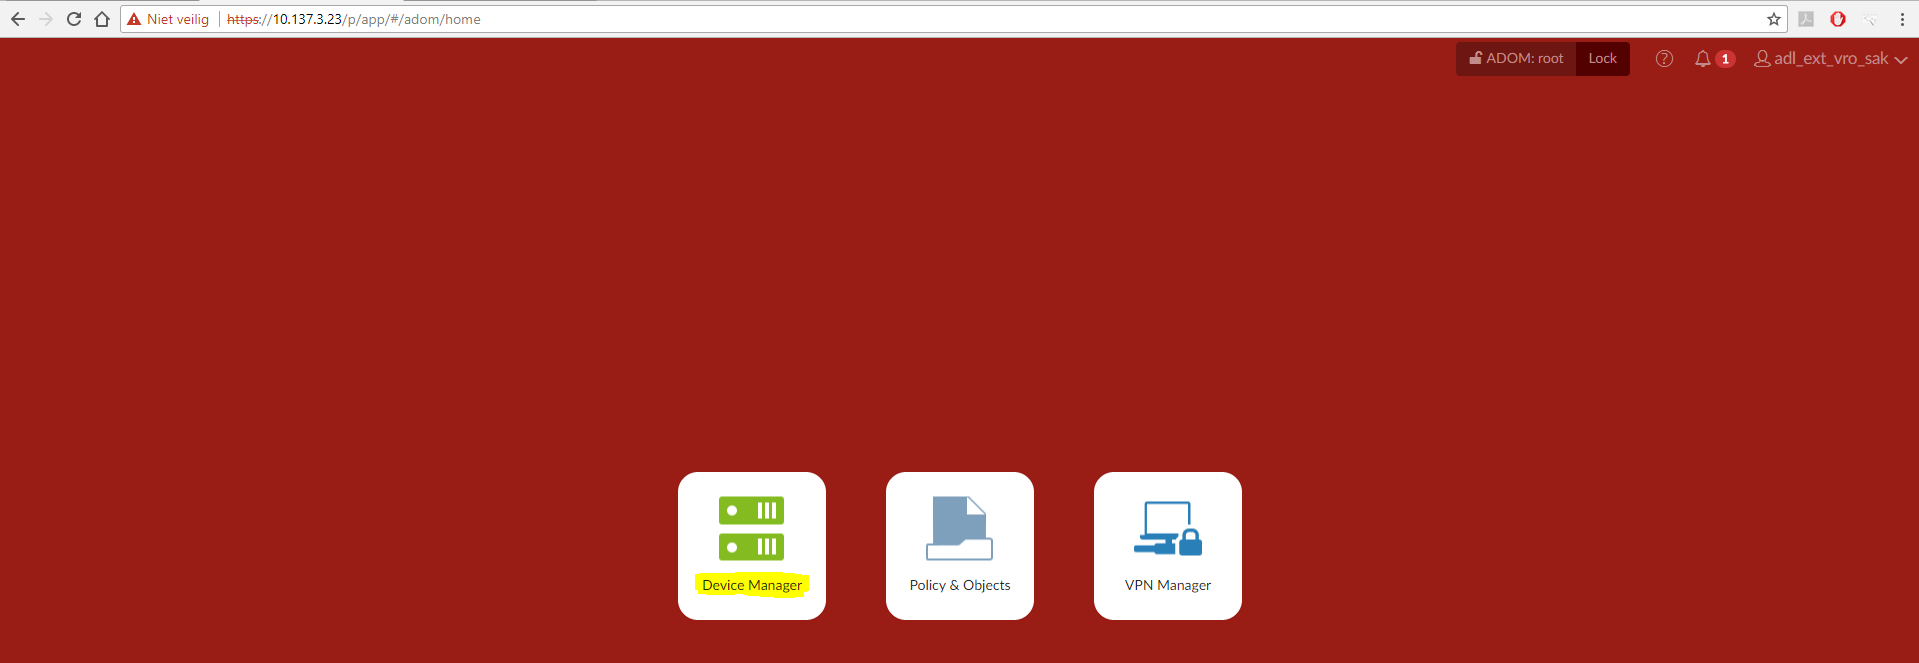 Niet veilig https://10.137.3.23/p/app/#/adom/home
ADOM: root Lock 1 adl_ext_vro_sak
Device Manager Policy & Objects VPN Manager